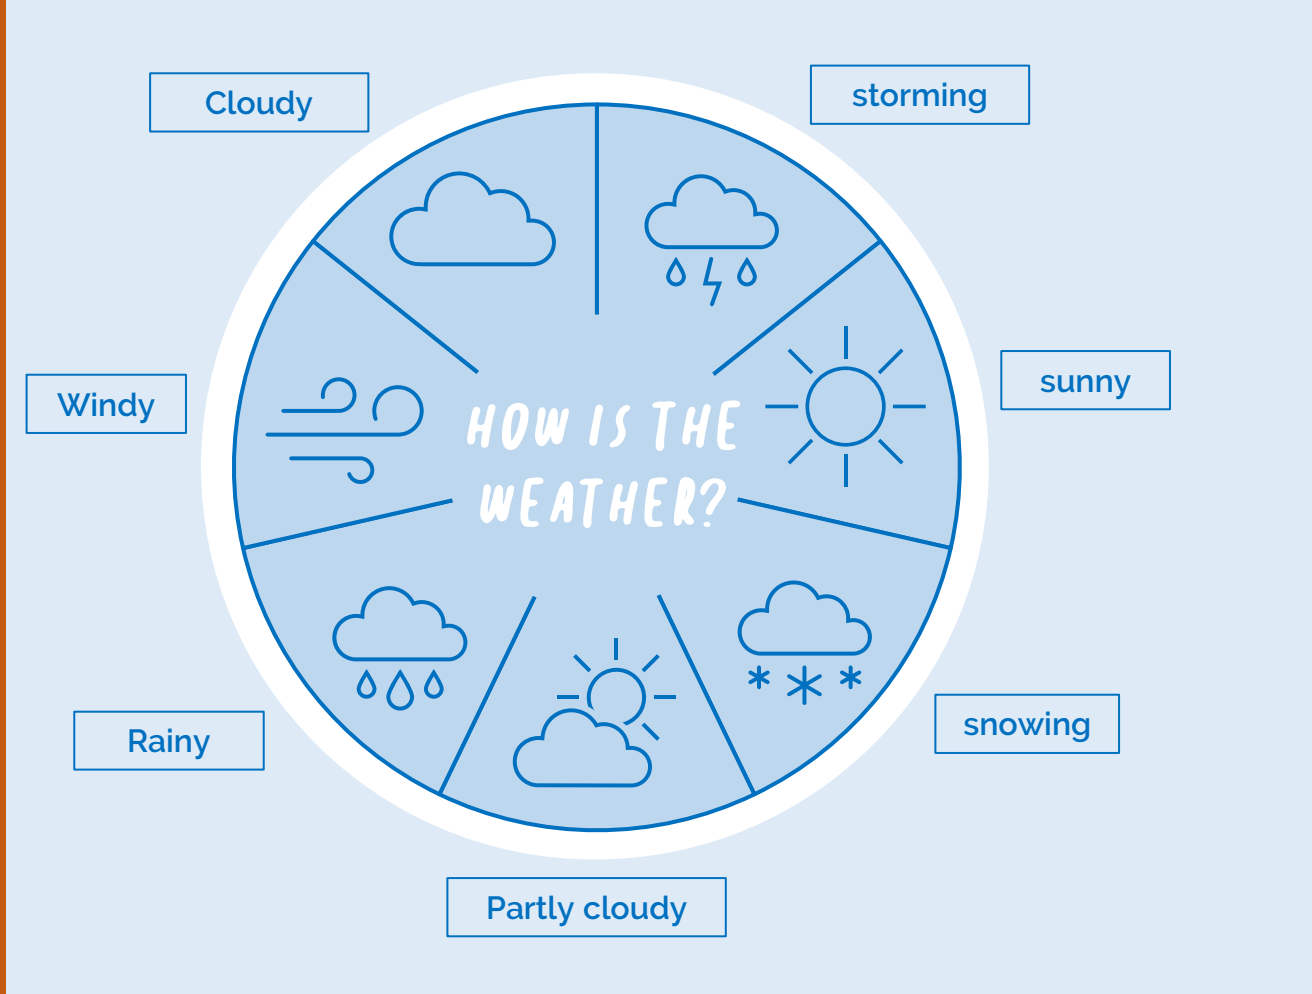 Cloudy
storming
Windy
sunny
HOW IS THE
WEATHER?
Rainy
snowing
Partly cloudy